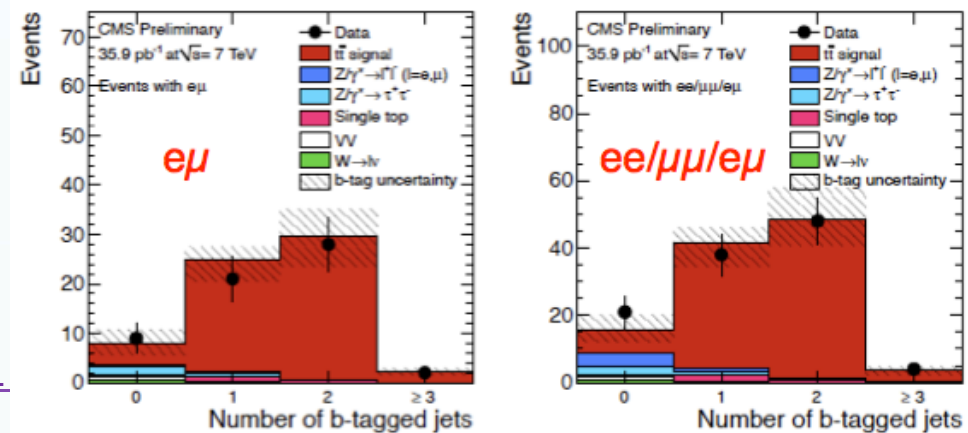 Events
70
60
50
40
30
20
10
0
CMS Preliminary
35.9 pb⁻¹ at √s= 7 TeV
Events with eμ
eμ
Data
tt̄ signal
Z/γ*→l⁺l⁻ (l=e,μ)
Z/γ*→τ⁺τ⁻
Single top
VV
W→lν
b-tag uncertainty
0 1 2 ≥ 3
Number of b-tagged jets
Events
100
80
60
40
20
0
CMS Preliminary
35.9 pb⁻¹ at √s= 7 TeV
Events with ee/μμ/eμ
ee/μμ/eμ
Data
tt̄ signal
Z/γ*→l⁺l⁻ (l=e,μ)
Z/γ*→τ⁺τ⁻
Single top
VV
W→lν
b-tag uncertainty
0 1 2 ≥ 3
Number of b-tagged jets